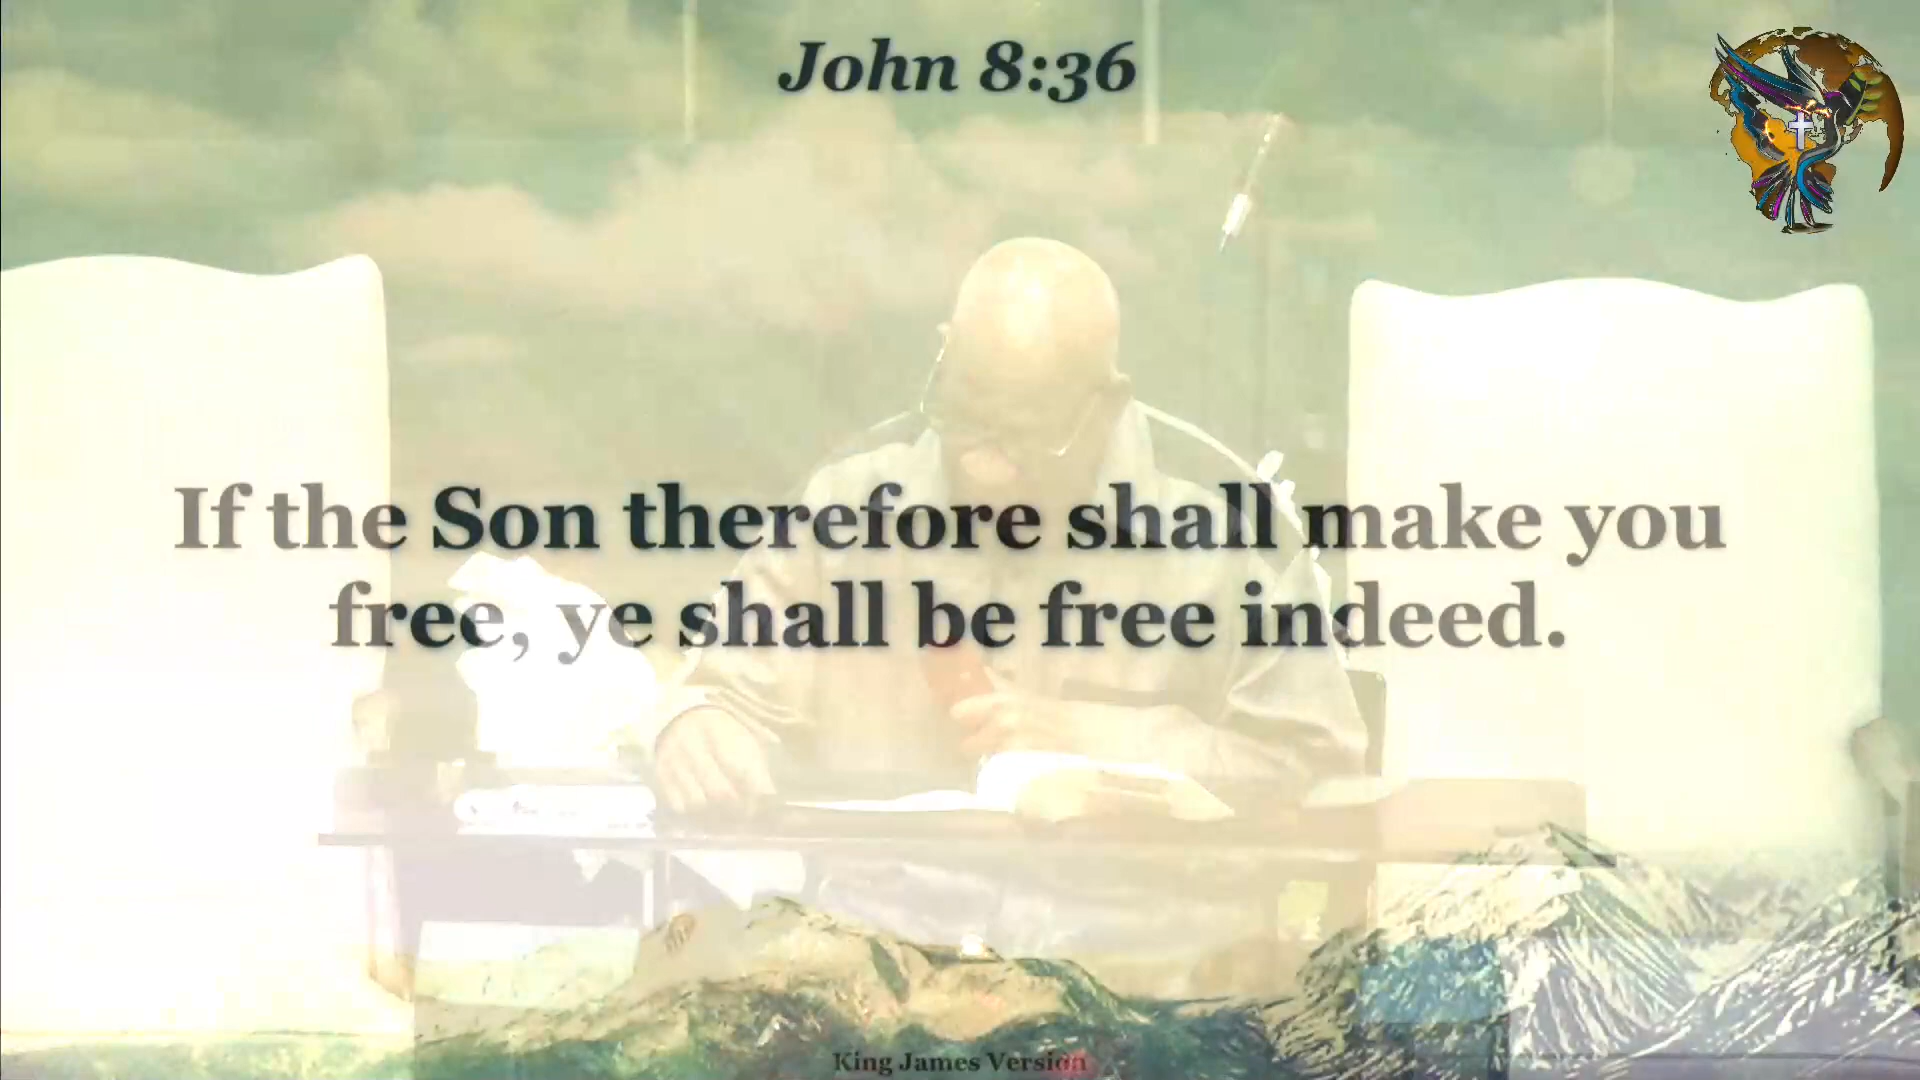 John 8:36
If the Son therefore shall make you
free, ye shall be free indeed.
King James Version